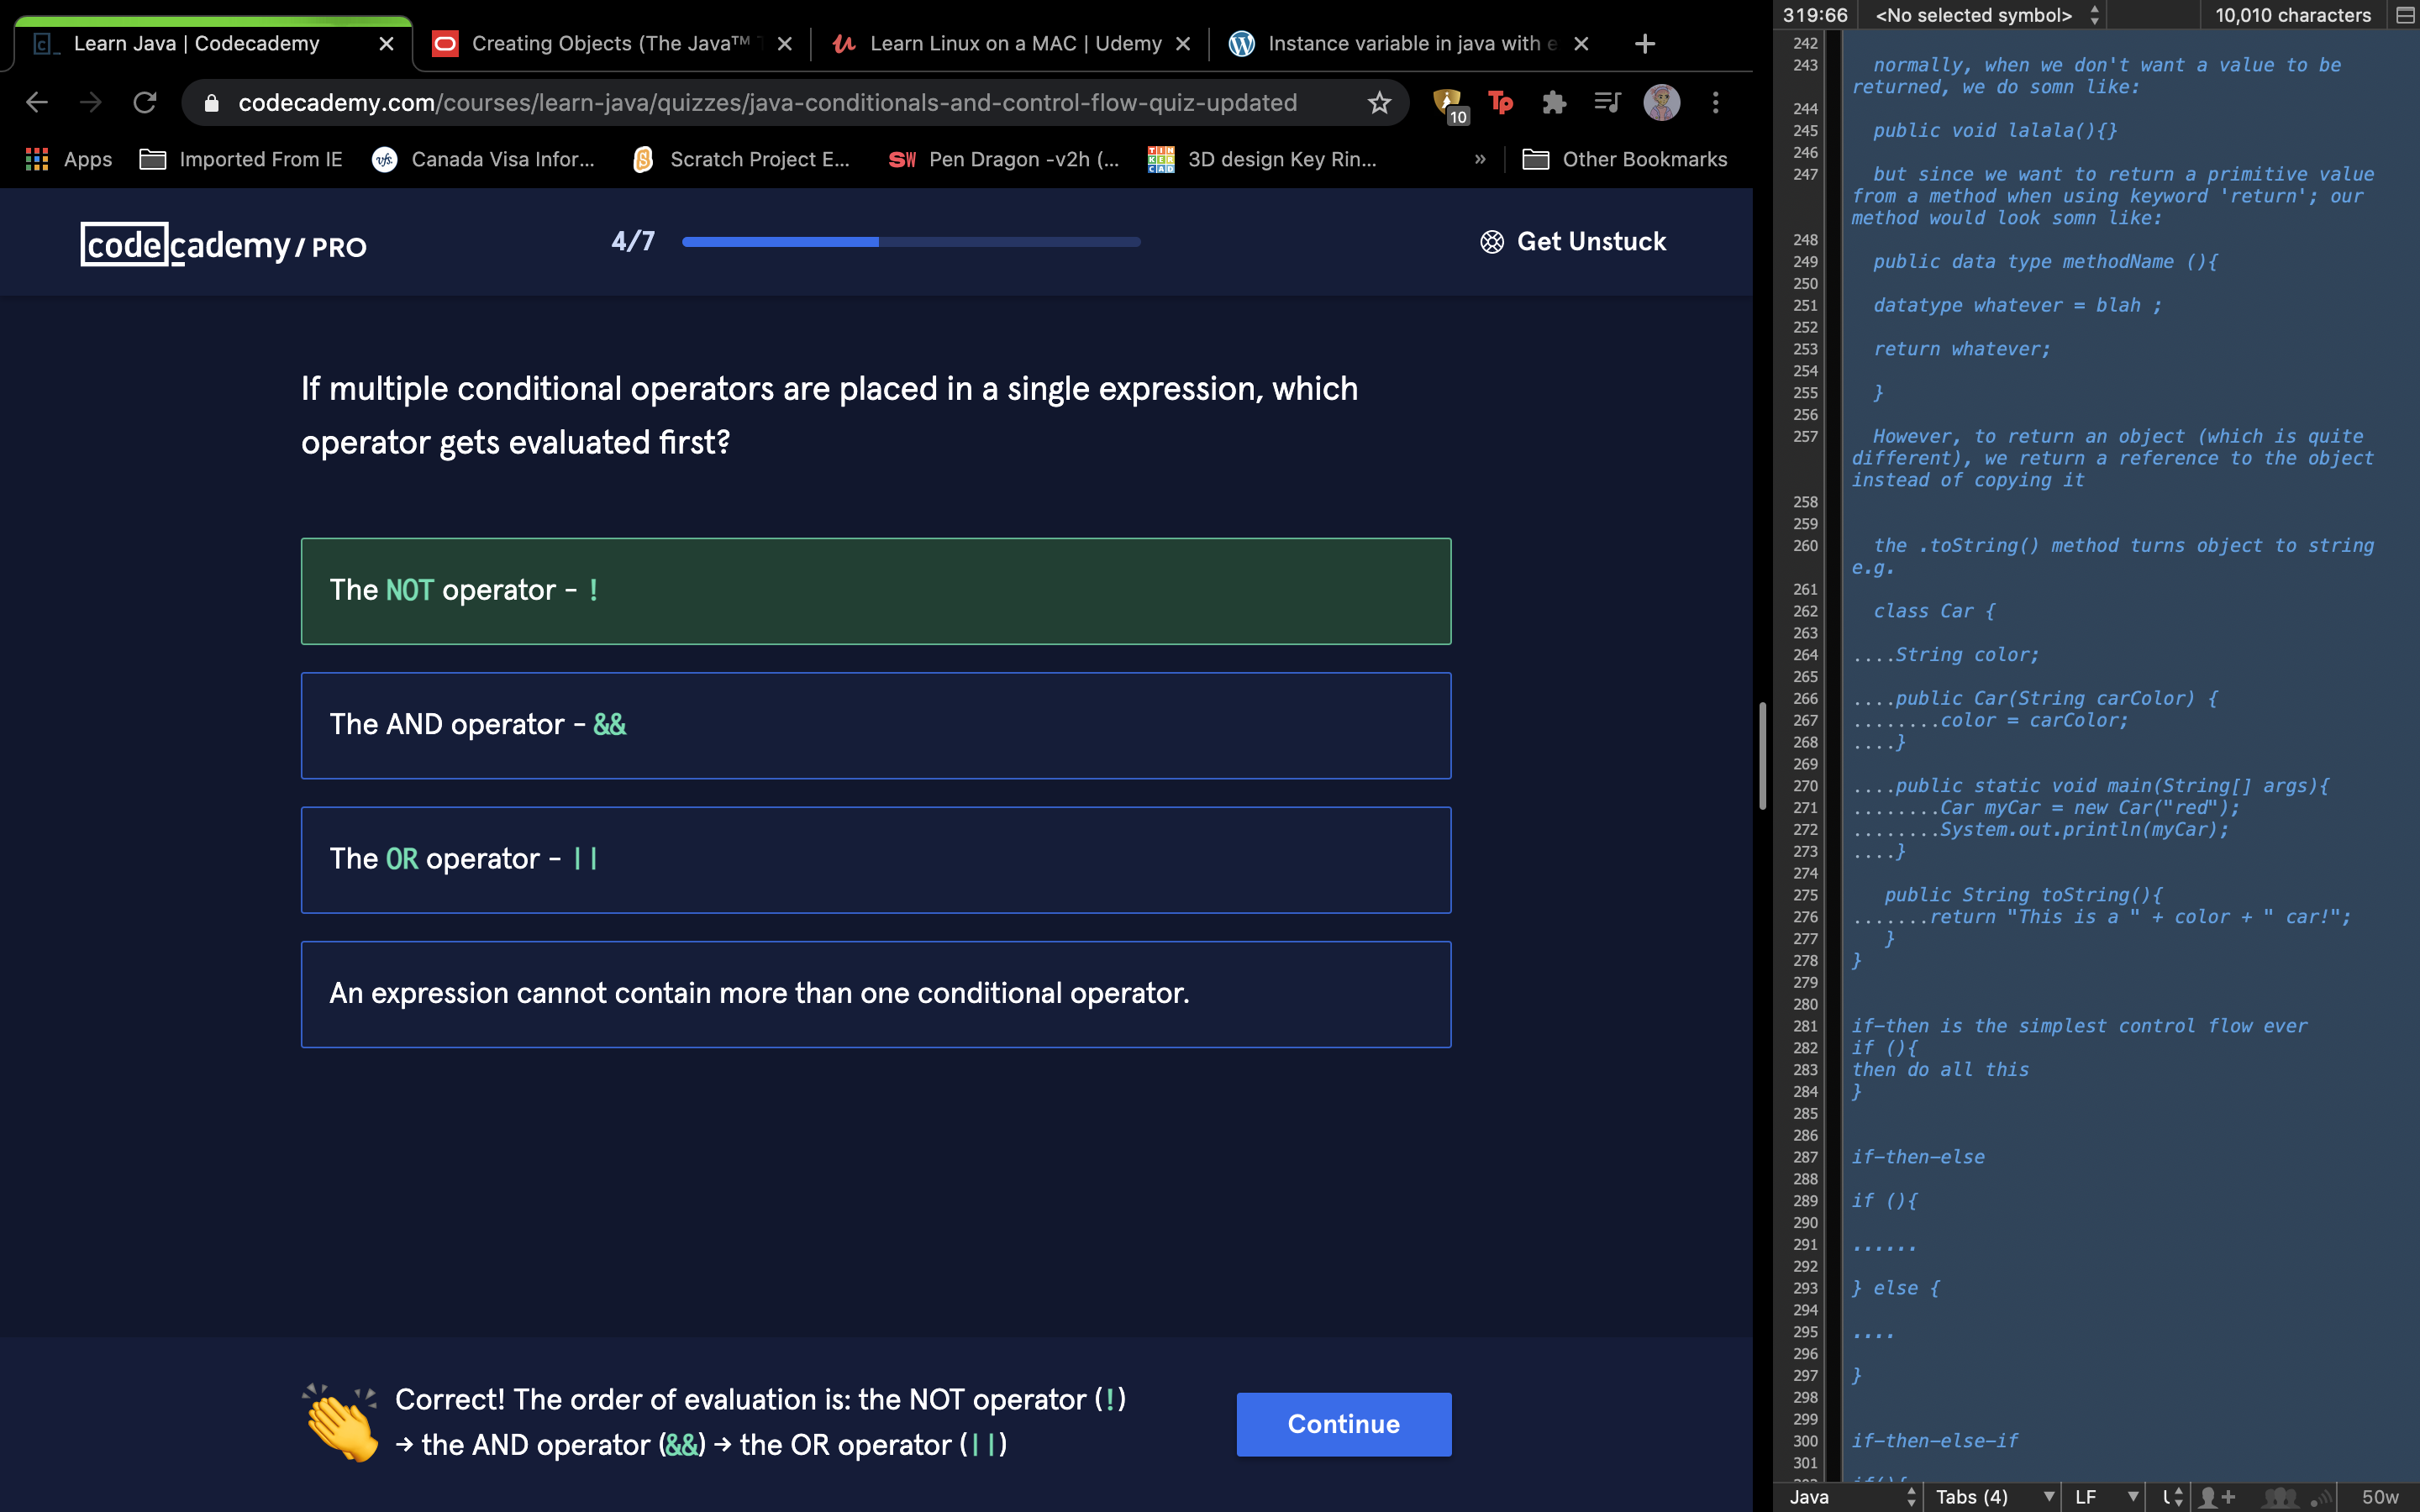 Learn Java | Codecademy
Creating Objects (The Java™
Learn Linux on a MAC | Udemy
Instance variable in java with e
codecademy.com/courses/learn-java/quizzes/java-conditionals-and-control-flow-quiz-updated
10
Tp
Apps
Imported From IE
vfs.
Canada Visa Infor...
Scratch Project E...
SW
Pen Dragon -v2h (...
TIN
KER
CAD
3D design Key Rin...
»
Other Bookmarks
codecademy / PRO
4/7
Get Unstuck
If multiple conditional operators are placed in a single expression, which
operator gets evaluated first?
The NOT operator - !
The AND operator - &&
The OR operator - ||
An expression cannot contain more than one conditional operator.
Correct! The order of evaluation is: the NOT operator (!)
→ the AND operator (&&) → the OR operator (||)
Continue
319:66
<No selected symbol>
10,010 characters
242
243 normally, when we don't want a value to be
returned, we do somn like:
244
245 public void lalala(){}
246
247 but since we want to return a primitive value
from a method when using keyword 'return'; our
method would look somn like:
248
249 public data type methodName (){
250
251 datatype whatever = blah ;
252
253 return whatever;
254
255 }
256
257 However, to return an object (which is quite
different), we return a reference to the object
instead of copying it
258
259
260 the .toString() method turns object to string
e.g.
261
262 class Car {
263
264 ....String color;
265
266 ....public Car(String carColor) {
267 ........color = carColor;
268 ....}
269
270 ....public static void main(String[] args){
271 ........Car myCar = new Car("red");
272 ........System.out.println(myCar);
273 ....}
274
275 public String toString(){
276 .......return "This is a " + color + " car!";
277 }
278 }
279
280
281 if-then is the simplest control flow ever
282 if (){
283 then do all this
284 }
285
286
287 if-then-else
288
289 if (){
290
291 ......
292
293 } else {
294
295 ....
296
297 }
298
299
300 if-then-else-if
301
Java
Tabs (4)
LF
50w